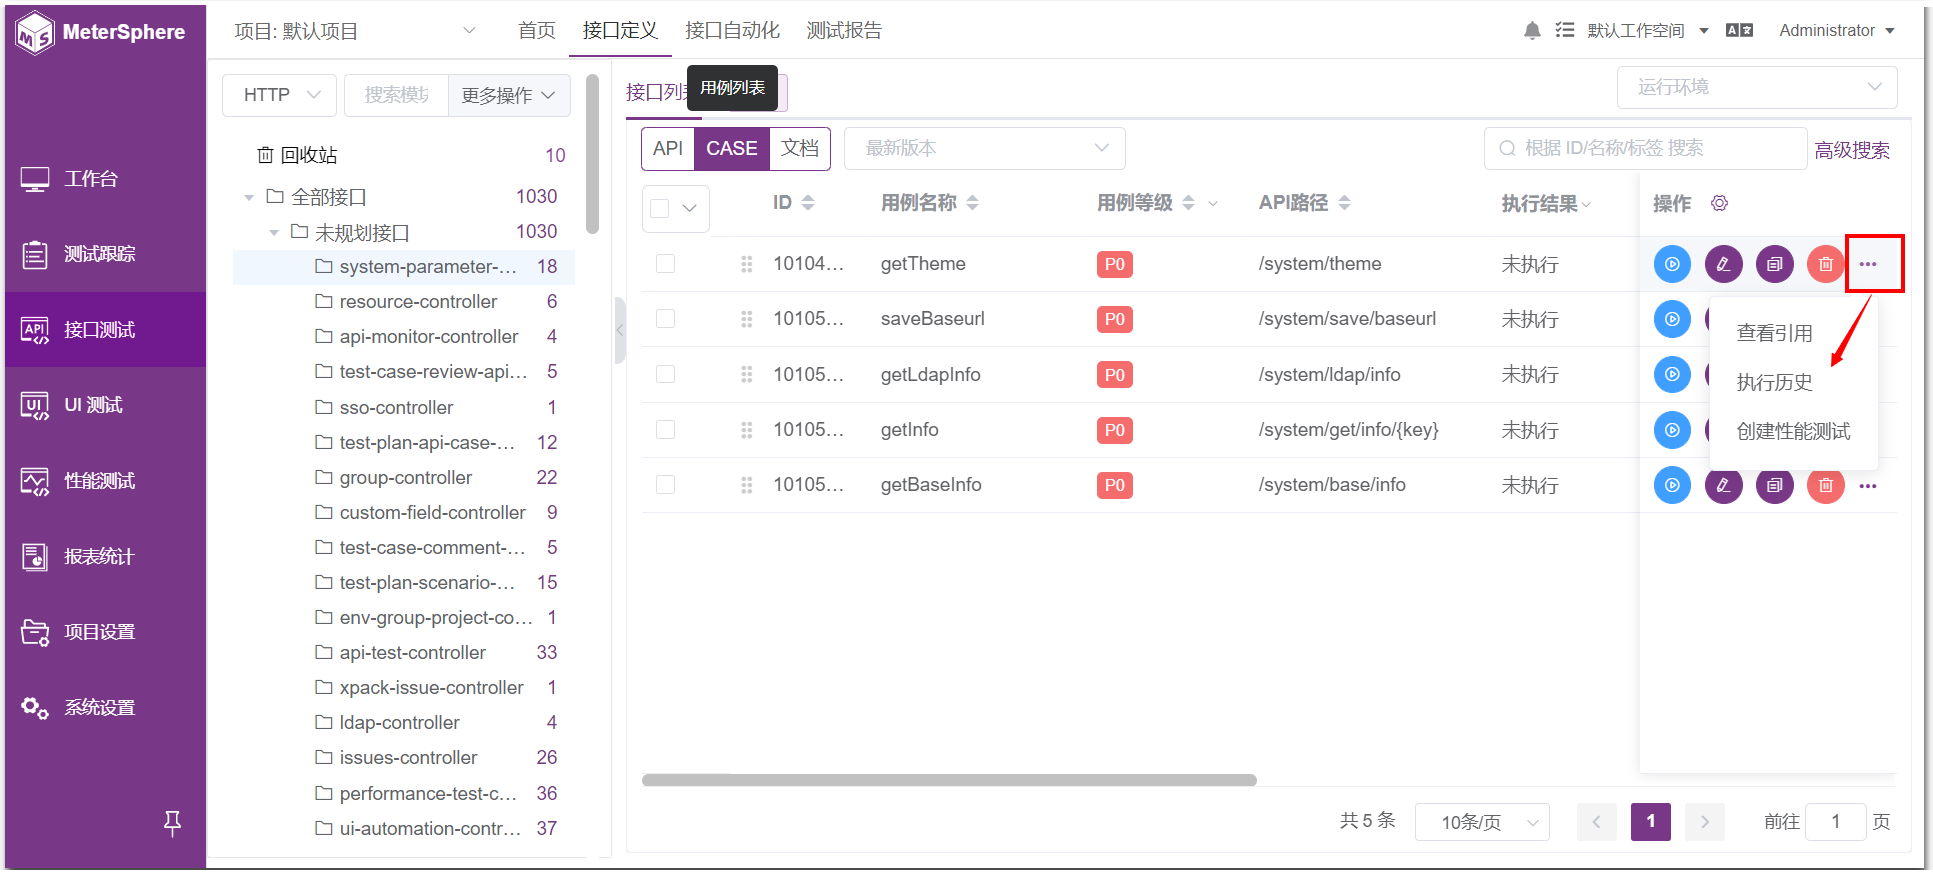 MeterSphere
项目: 默认项目
首页
接口定义
接口自动化
测试报告
默认工作空间
Administrator
工作台
测试跟踪
接口测试
UI 测试
性能测试
报表统计
项目设置
系统设置
HTTP
搜索模块
更多操作
回收站 10
全部接口 1030
未规划接口 1030
system-parameter-... 18
resource-controller 6
api-monitor-controller 4
test-case-review-api... 5
sso-controller 1
test-plan-api-case-... 12
group-controller 22
custom-field-controller 9
test-case-comment-... 5
test-plan-scenario-... 15
env-group-project-co... 1
api-test-controller 33
xpack-issue-controller 1
ldap-controller 4
issues-controller 26
performance-test-c... 36
ui-automation-contr... 37
接口列
用例列表
运行环境
API CASE 文档
最新版本
根据 ID/名称/标签 搜索
高级搜索
ID 用例名称 用例等级 API路径 执行结果 操作
10104... getTheme P0 /system/theme 未执行
10105... saveBaseurl P0 /system/save/baseurl 未执行
10105... getLdapInfo P0 /system/ldap/info 未执行
10105... getInfo P0 /system/get/info/{key} 未执行
10105... getBaseInfo P0 /system/base/info 未执行
查看引用
执行历史
创建性能测试
共 5 条 10条/页 1 前往 1 页